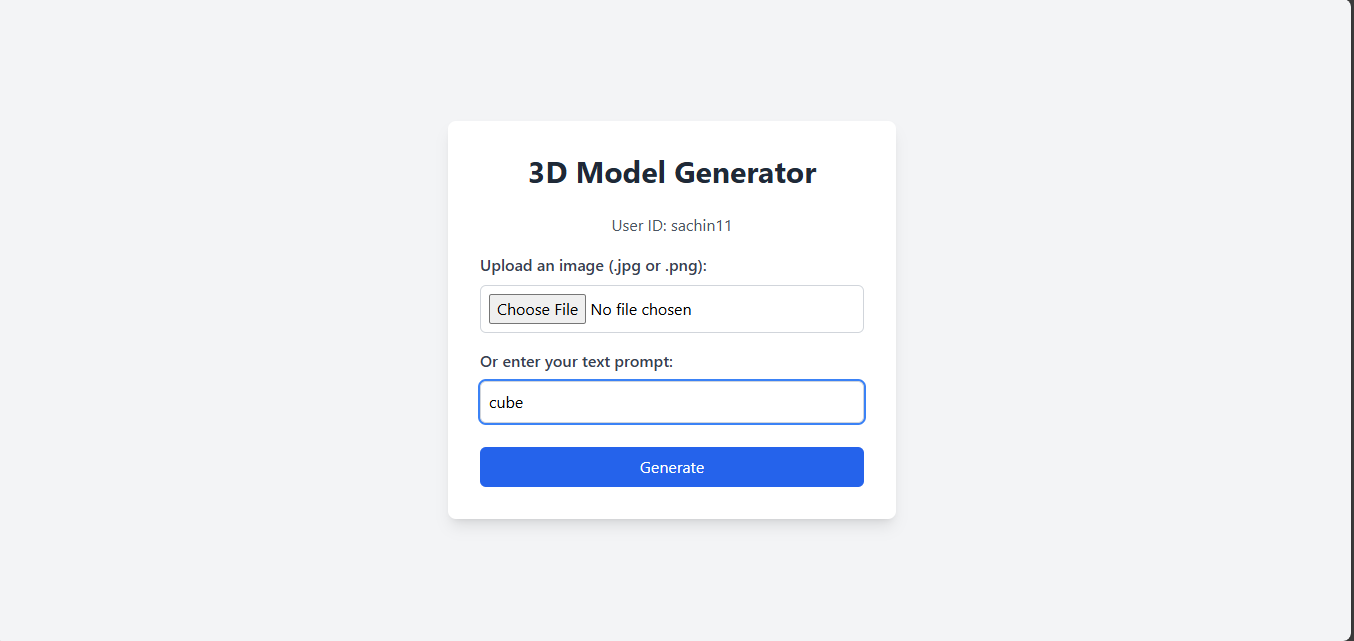 3D Model Generator
User ID: sachin11
Upload an image (.jpg or .png):
Choose File No file chosen
Or enter your text prompt:
cube
Generate